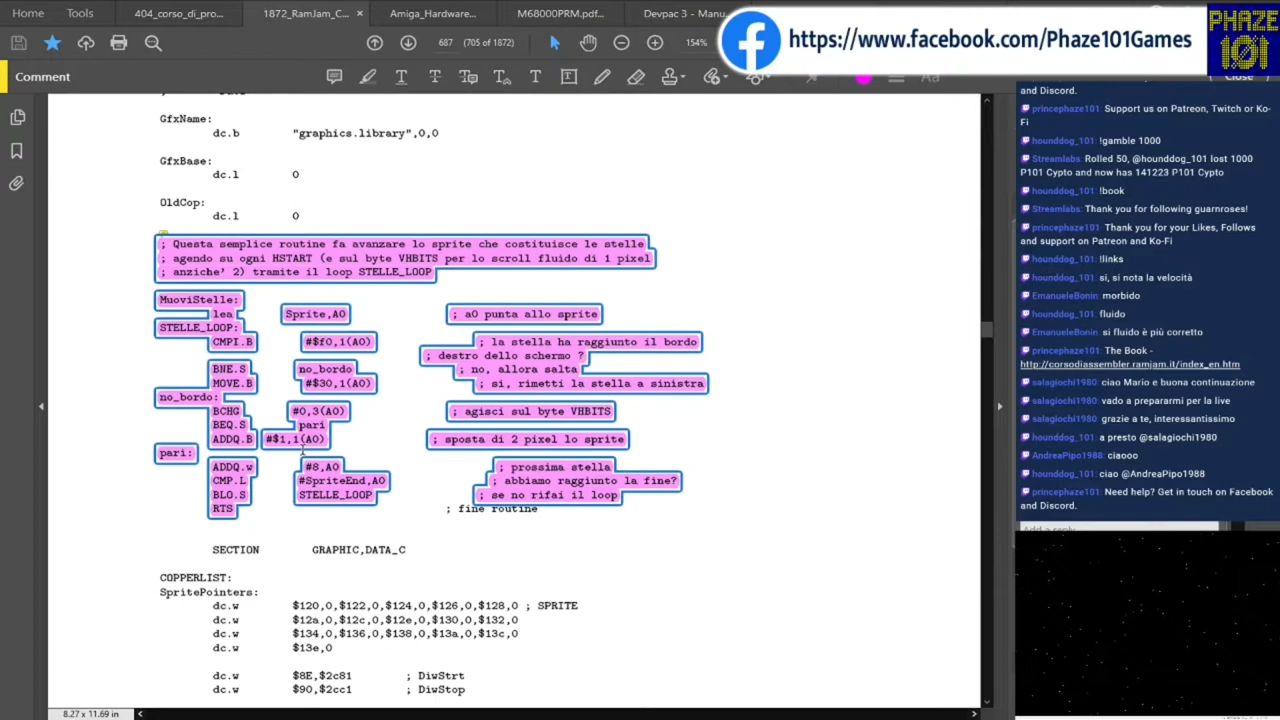 Home
Tools
404_corso_di_pro...
1872_RamJam_C...
Amiga_Hardware...
M68000PRM.pdf...
Devpac 3 - Manu...
https://www.facebook.com/Phaze101Games
PHAZE
101
687 (705 of 1872)
154%
Comment
Close
GfxName:
dc.b "graphics.library",0,0
GfxBase:
dc.l 0
OldCop:
dc.l 0
; Questa semplice routine fa avanzare lo sprite che costituisce le stelle
; agendo su ogni HSTART (e sul byte VHBITS per lo scroll fluido di 1 pixel
; anziche' 2) tramite il loop STELLE_LOOP
MuoviStelle:
lea Sprite,A0 ; a0 punta allo sprite
STELLE_LOOP:
CMPI.B #$f0,1(A0) ; la stella ha raggiunto il bordo
; destro dello schermo ?
BNE.S no_bordo ; no, allora salta
MOVE.B #$30,1(A0) ; si, rimetti la stella a sinistra
no_bordo:
BCHG #0,3(A0) ; agisci sul byte VHBITS
BEQ.S pari
ADDQ.B #$1,1(A0) ; sposta di 2 pixel lo sprite
pari:
ADDQ.w #8,A0 ; prossima stella
CMP.L #SpriteEnd,A0 ; abbiamo raggiunto la fine?
BLO.S STELLE_LOOP ; se no rifai il loop
RTS ; fine routine
SECTION GRAPHIC,DATA_C
COPPERLIST:
SpritePointers:
dc.w $120,0,$122,0,$124,0,$126,0,$128,0 ; SPRITE
dc.w $12a,0,$12c,0,$12e,0,$130,0,$132,0
dc.w $134,0,$136,0,$138,0,$13a,0,$13c,0
dc.w $13e,0
dc.w $8E,$2c81 ; DiwStrt
dc.w $90,$2cc1 ; DiwStop
8.27 x 11.69 in
and Discord.
princephaze101: Support us on Patreon, Twitch or Ko-
Fi
hounddog_101: !gamble 1000
Streamlabs: Rolled 50, @hounddog_101 lost 1000
P101 Cypto and now has 141223 P101 Cypto
hounddog_101: !book
Streamlabs: Thank you for following guarnroses!
princephaze101: Thank you for your Likes, Follows
and support on Patreon and Ko-Fi
hounddog_101: !links
hounddog_101: si, si nota la velocità
EmanueleBonin: morbido
hounddog_101: fluido
EmanueleBonin: si fluido è più corretto
princephaze101: The Book -
http://corsodiassembler.ramjam.it/index_en.htm
salagiochi1980: ciao Mario e buona continuazione
salagiochi1980: vado a prepararmi per la live
salagiochi1980: grazie a te, interessantissimo
hounddog_101: a presto @salagiochi1980
AndreaPipo1988: ciaooo
hounddog_101: ciao @AndreaPipo1988
princephaze101: Need help? Get in touch on Facebook
and Discord.
Add a reply